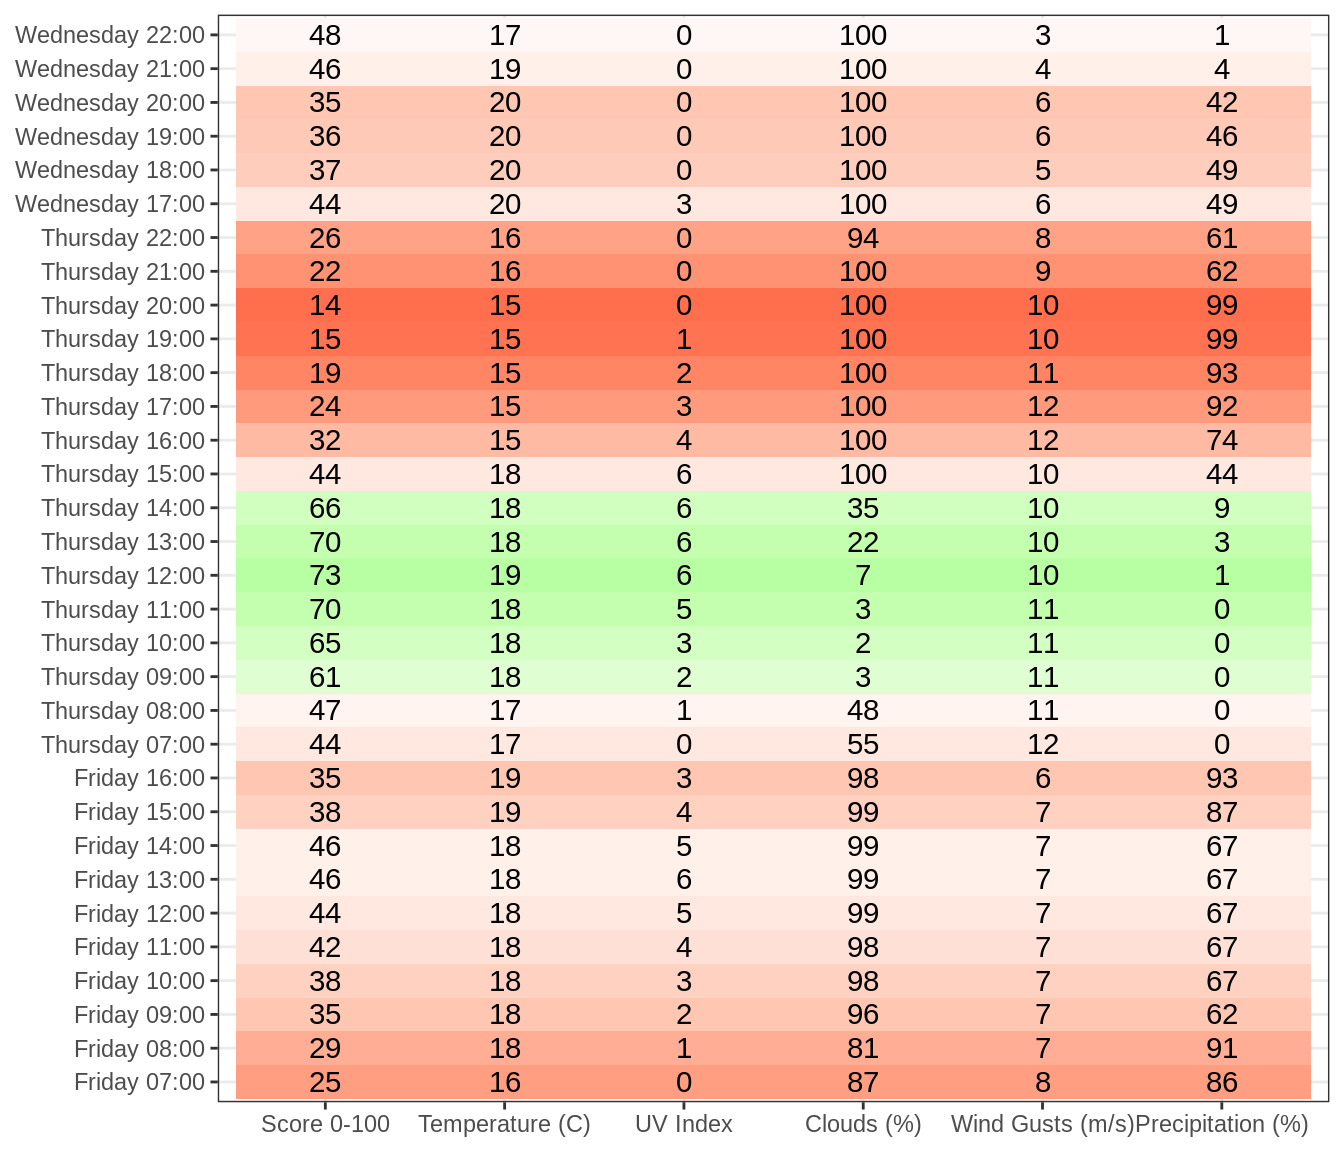 Wednesday 22:00 48 17 0 100 3 1
Wednesday 21:00 46 19 0 100 4 4
Wednesday 20:00 35 20 0 100 6 42
Wednesday 19:00 36 20 0 100 6 46
Wednesday 18:00 37 20 0 100 5 49
Wednesday 17:00 44 20 3 100 6 49
Thursday 22:00 26 16 0 94 8 61
Thursday 21:00 22 16 0 100 9 62
Thursday 20:00 14 15 0 100 10 99
Thursday 19:00 15 15 1 100 10 99
Thursday 18:00 19 15 2 100 11 93
Thursday 17:00 24 15 3 100 12 92
Thursday 16:00 32 15 4 100 12 74
Thursday 15:00 44 18 6 100 10 44
Thursday 14:00 66 18 6 35 10 9
Thursday 13:00 70 18 6 22 10 3
Thursday 12:00 73 19 6 7 10 1
Thursday 11:00 70 18 5 3 11 0
Thursday 10:00 65 18 3 2 11 0
Thursday 09:00 61 18 2 3 11 0
Thursday 08:00 47 17 1 48 11 0
Thursday 07:00 44 17 0 55 12 0
Friday 16:00 35 19 3 98 6 93
Friday 15:00 38 19 4 99 7 87
Friday 14:00 46 18 5 99 7 67
Friday 13:00 46 18 6 99 7 67
Friday 12:00 44 18 5 99 7 67
Friday 11:00 42 18 4 98 7 67
Friday 10:00 38 18 3 98 7 67
Friday 09:00 35 18 2 96 7 62
Friday 08:00 29 18 1 81 7 91
Friday 07:00 25 16 0 87 8 86
Score 0-100 Temperature (C) UV Index Clouds (%) Wind Gusts (m/s) Precipitation (%)